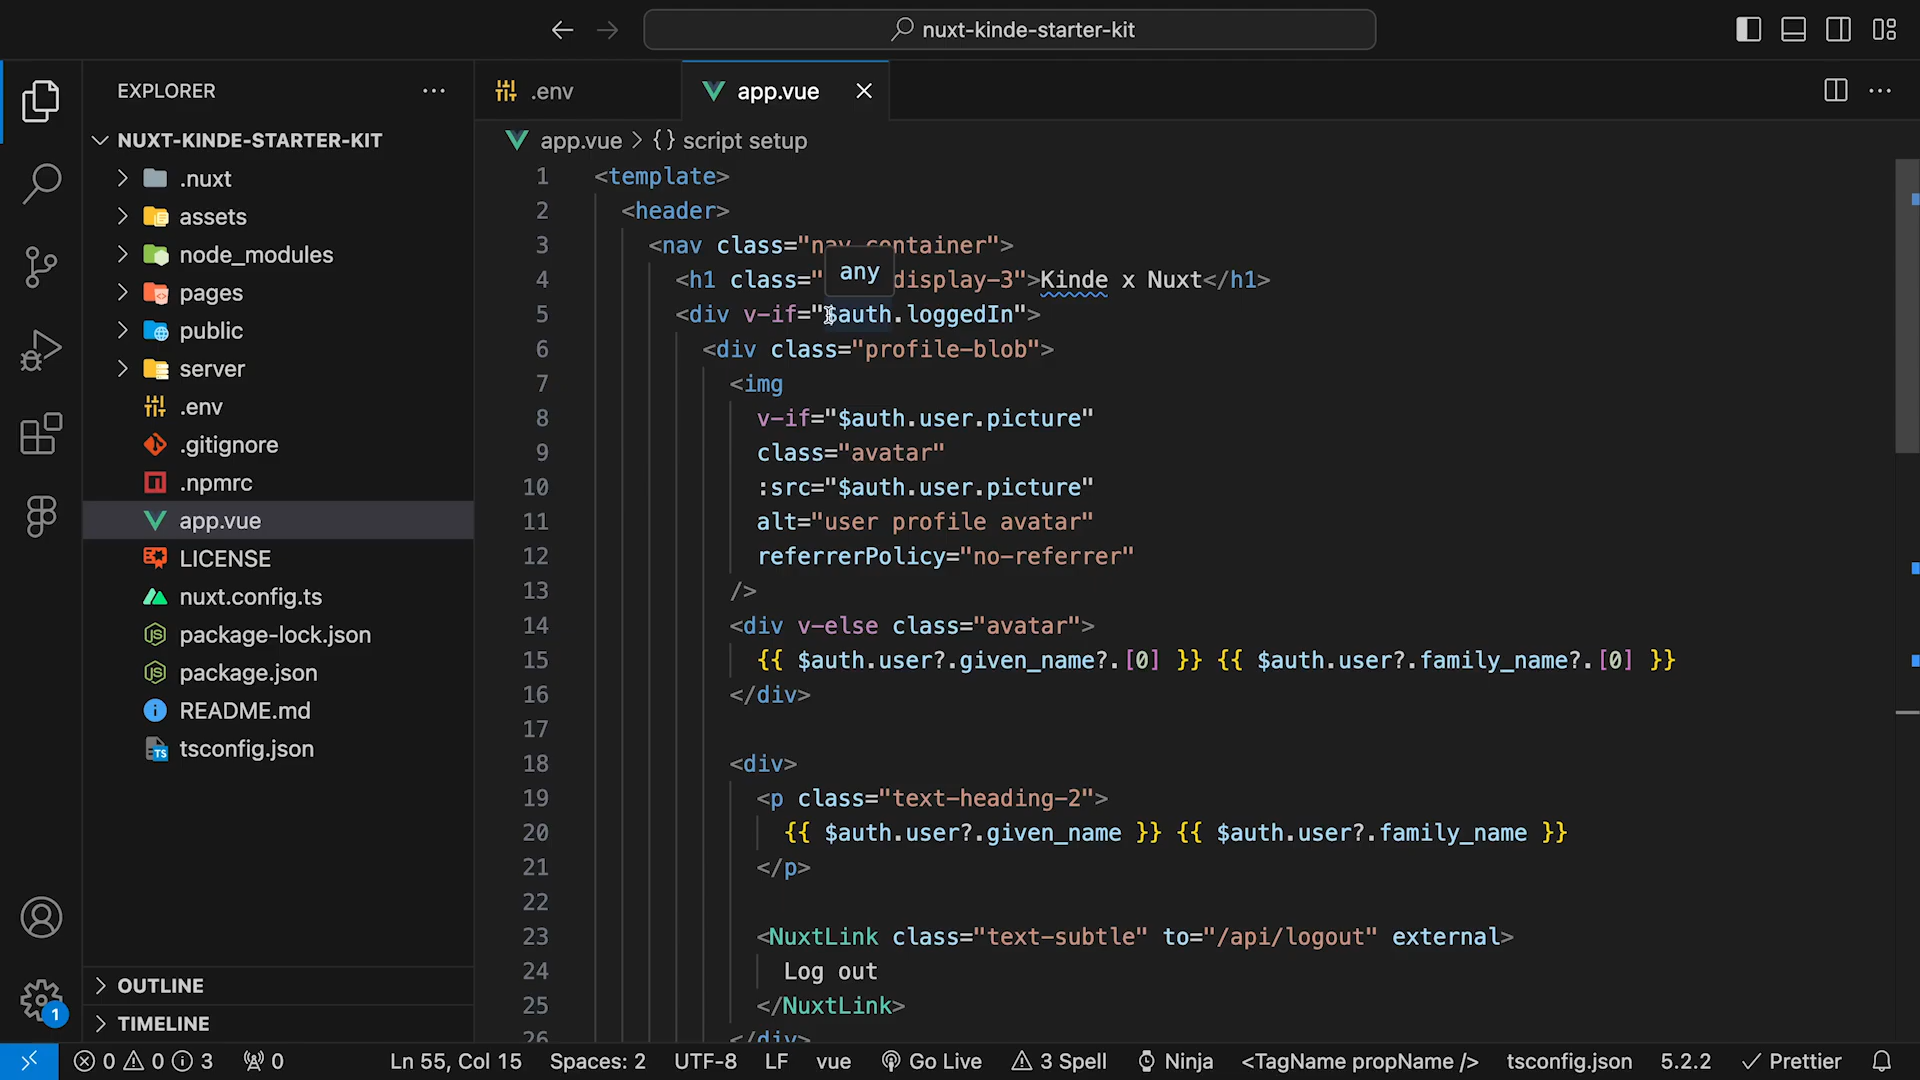 nuxt-kinde-starter-kit
EXPLORER
NUXT-KINDE-STARTER-KIT
.nuxt
assets
node_modules
pages
public
server
.env
.gitignore
.npmrc
app.vue
LICENSE
nuxt.config.ts
package-lock.json
package.json
README.md
tsconfig.json
OUTLINE
TIMELINE
1
.env
app.vue
app.vue > {} script setup
1 <template>
2 <header>
3 <nav class="nav-container">
any
4 <h1 class=" display-3">Kinde x Nuxt</h1>
5 <div v-if="$auth.loggedIn">
6 <div class="profile-blob">
7 <img
8 v-if="$auth.user.picture"
9 class="avatar"
10 :src="$auth.user.picture"
11 alt="user profile avatar"
12 referrerPolicy="no-referrer"
13 />
14 <div v-else class="avatar">
15 {{ $auth.user?.given_name?.[0] }} {{ $auth.user?.family_name?.[0] }}
16 </div>
17
18 <div>
19 <p class="text-heading-2">
20 {{ $auth.user?.given_name }} {{ $auth.user?.family_name }}
21 </p>
22
23 <NuxtLink class="text-subtle" to="/api/logout" external>
24 Log out
25 </NuxtLink>
26 </div>
0 0 3 0 Ln 55, Col 15 Spaces: 2 UTF-8 LF vue Go Live 3 Spell Ninja <TagName propName /> tsconfig.json 5.2.2 Prettier